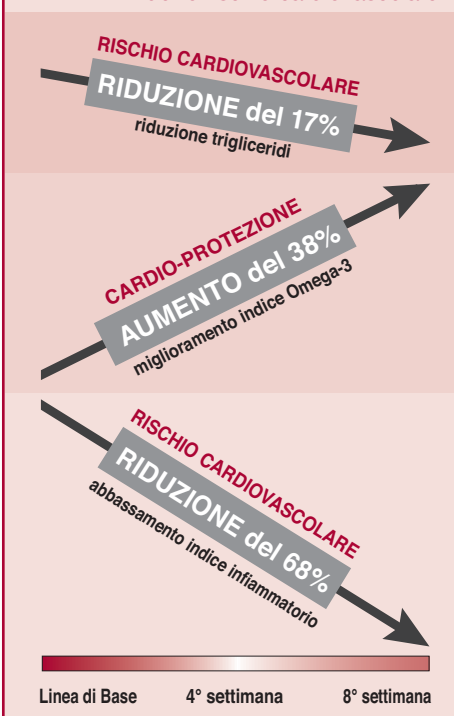 RISCHIO CARDIOVASCOLARE
RIDUZIONE del 17%
riduzione trigliceridi
CARDIO-PROTEZIONE
AUMENTO del 38%
miglioramento indice Omega-3
RISCHIO CARDIOVASCOLARE
RIDUZIONE del 68%
abbassamento indice infiammatorio
Linea di Base 4° settimana 8° settimana